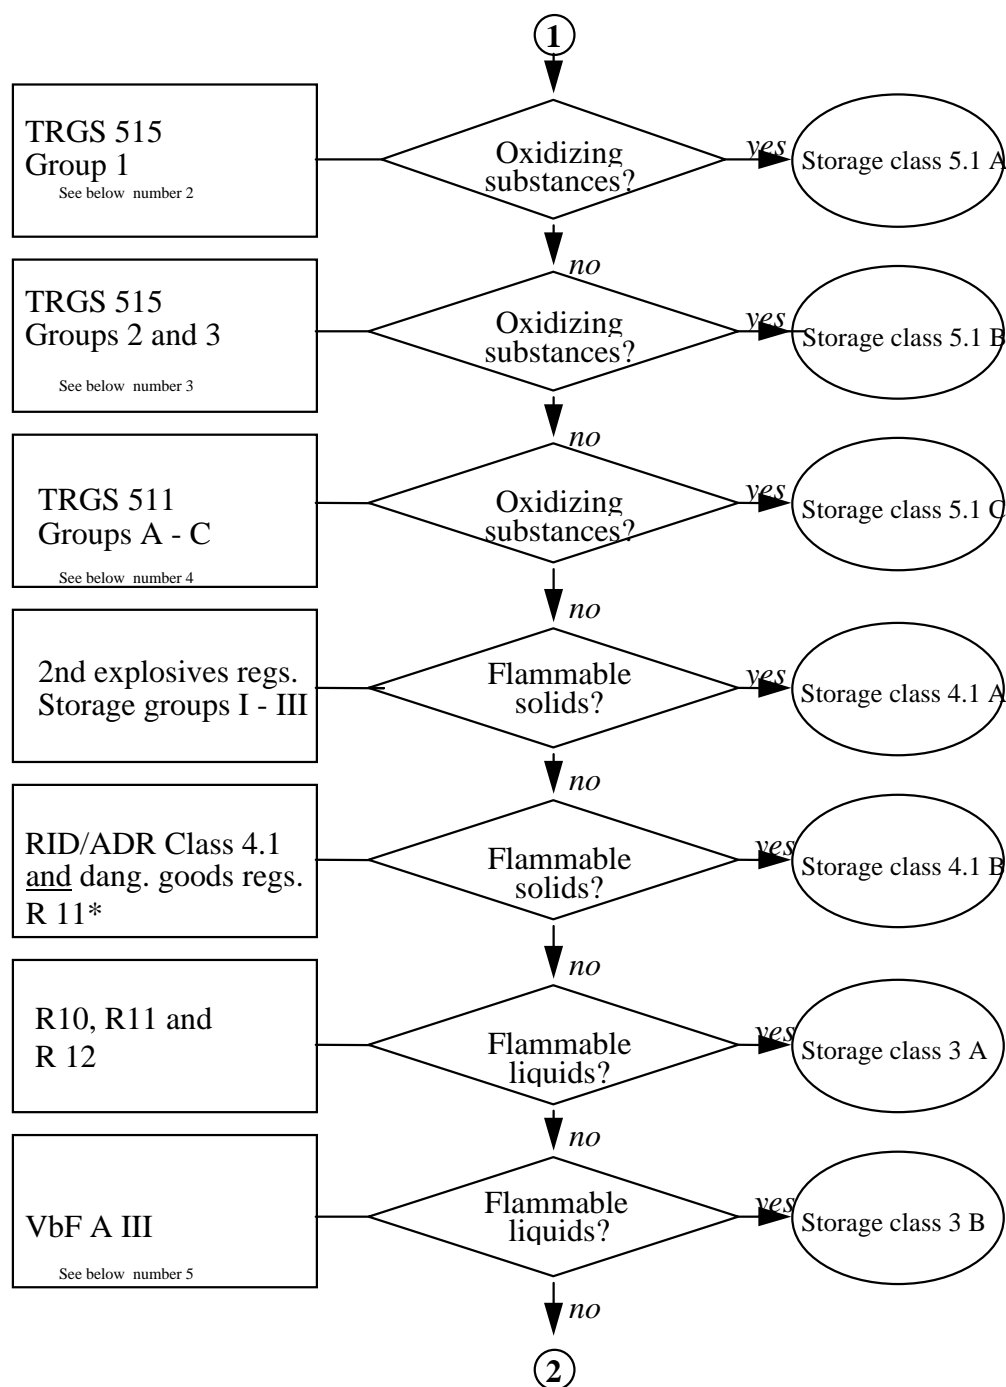 1
TRGS 515
Group 1
See below number 2
Oxidizing
substances?
yes
Storage class 5.1 A
no
TRGS 515
Groups 2 and 3
See below number 3
Oxidizing
substances?
yes
Storage class 5.1 B
no
TRGS 511
Groups A - C
See below number 4
Oxidizing
substances?
yes
Storage class 5.1 C
no
2nd explosives regs.
Storage groups I - III
Flammable
solids?
yes
Storage class 4.1 A
no
RID/ADR Class 4.1
and dang. goods regs.
R 11*
Flammable
solids?
yes
Storage class 4.1 B
no
R10, R11 and
R 12
Flammable
liquids?
yes
Storage class 3 A
no
VbF A III
See below number 5
Flammable
liquids?
yes
Storage class 3 B
no
2